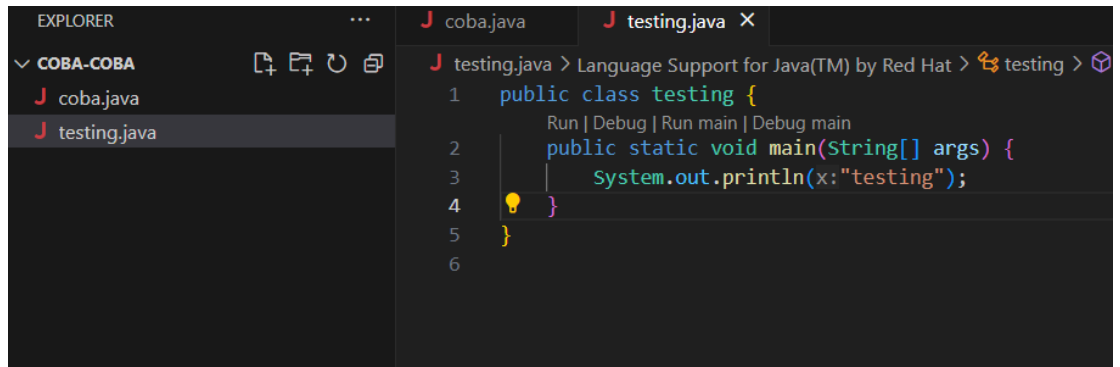 EXPLORER ...
COBA-COBA
J coba.java
J testing.java
J coba.java J testing.java ×
J testing.java > Language Support for Java(TM) by Red Hat > testing >
1 public class testing {
Run | Debug | Run main | Debug main
2 public static void main(String[] args) {
3 System.out.println(x:"testing");
4 }
5 }
6